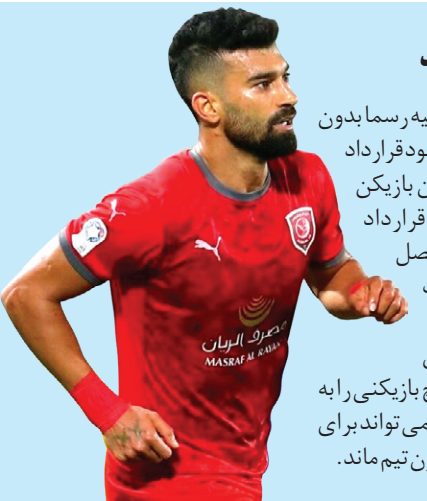 یه رسما بدون
ود قرارداد
ن بازیکن
قرارداد
صل
ج بازیکنی را به
می‌تواند برای
ون تیم ماند.
مصرف الريان
MASRAF AL RAYAN